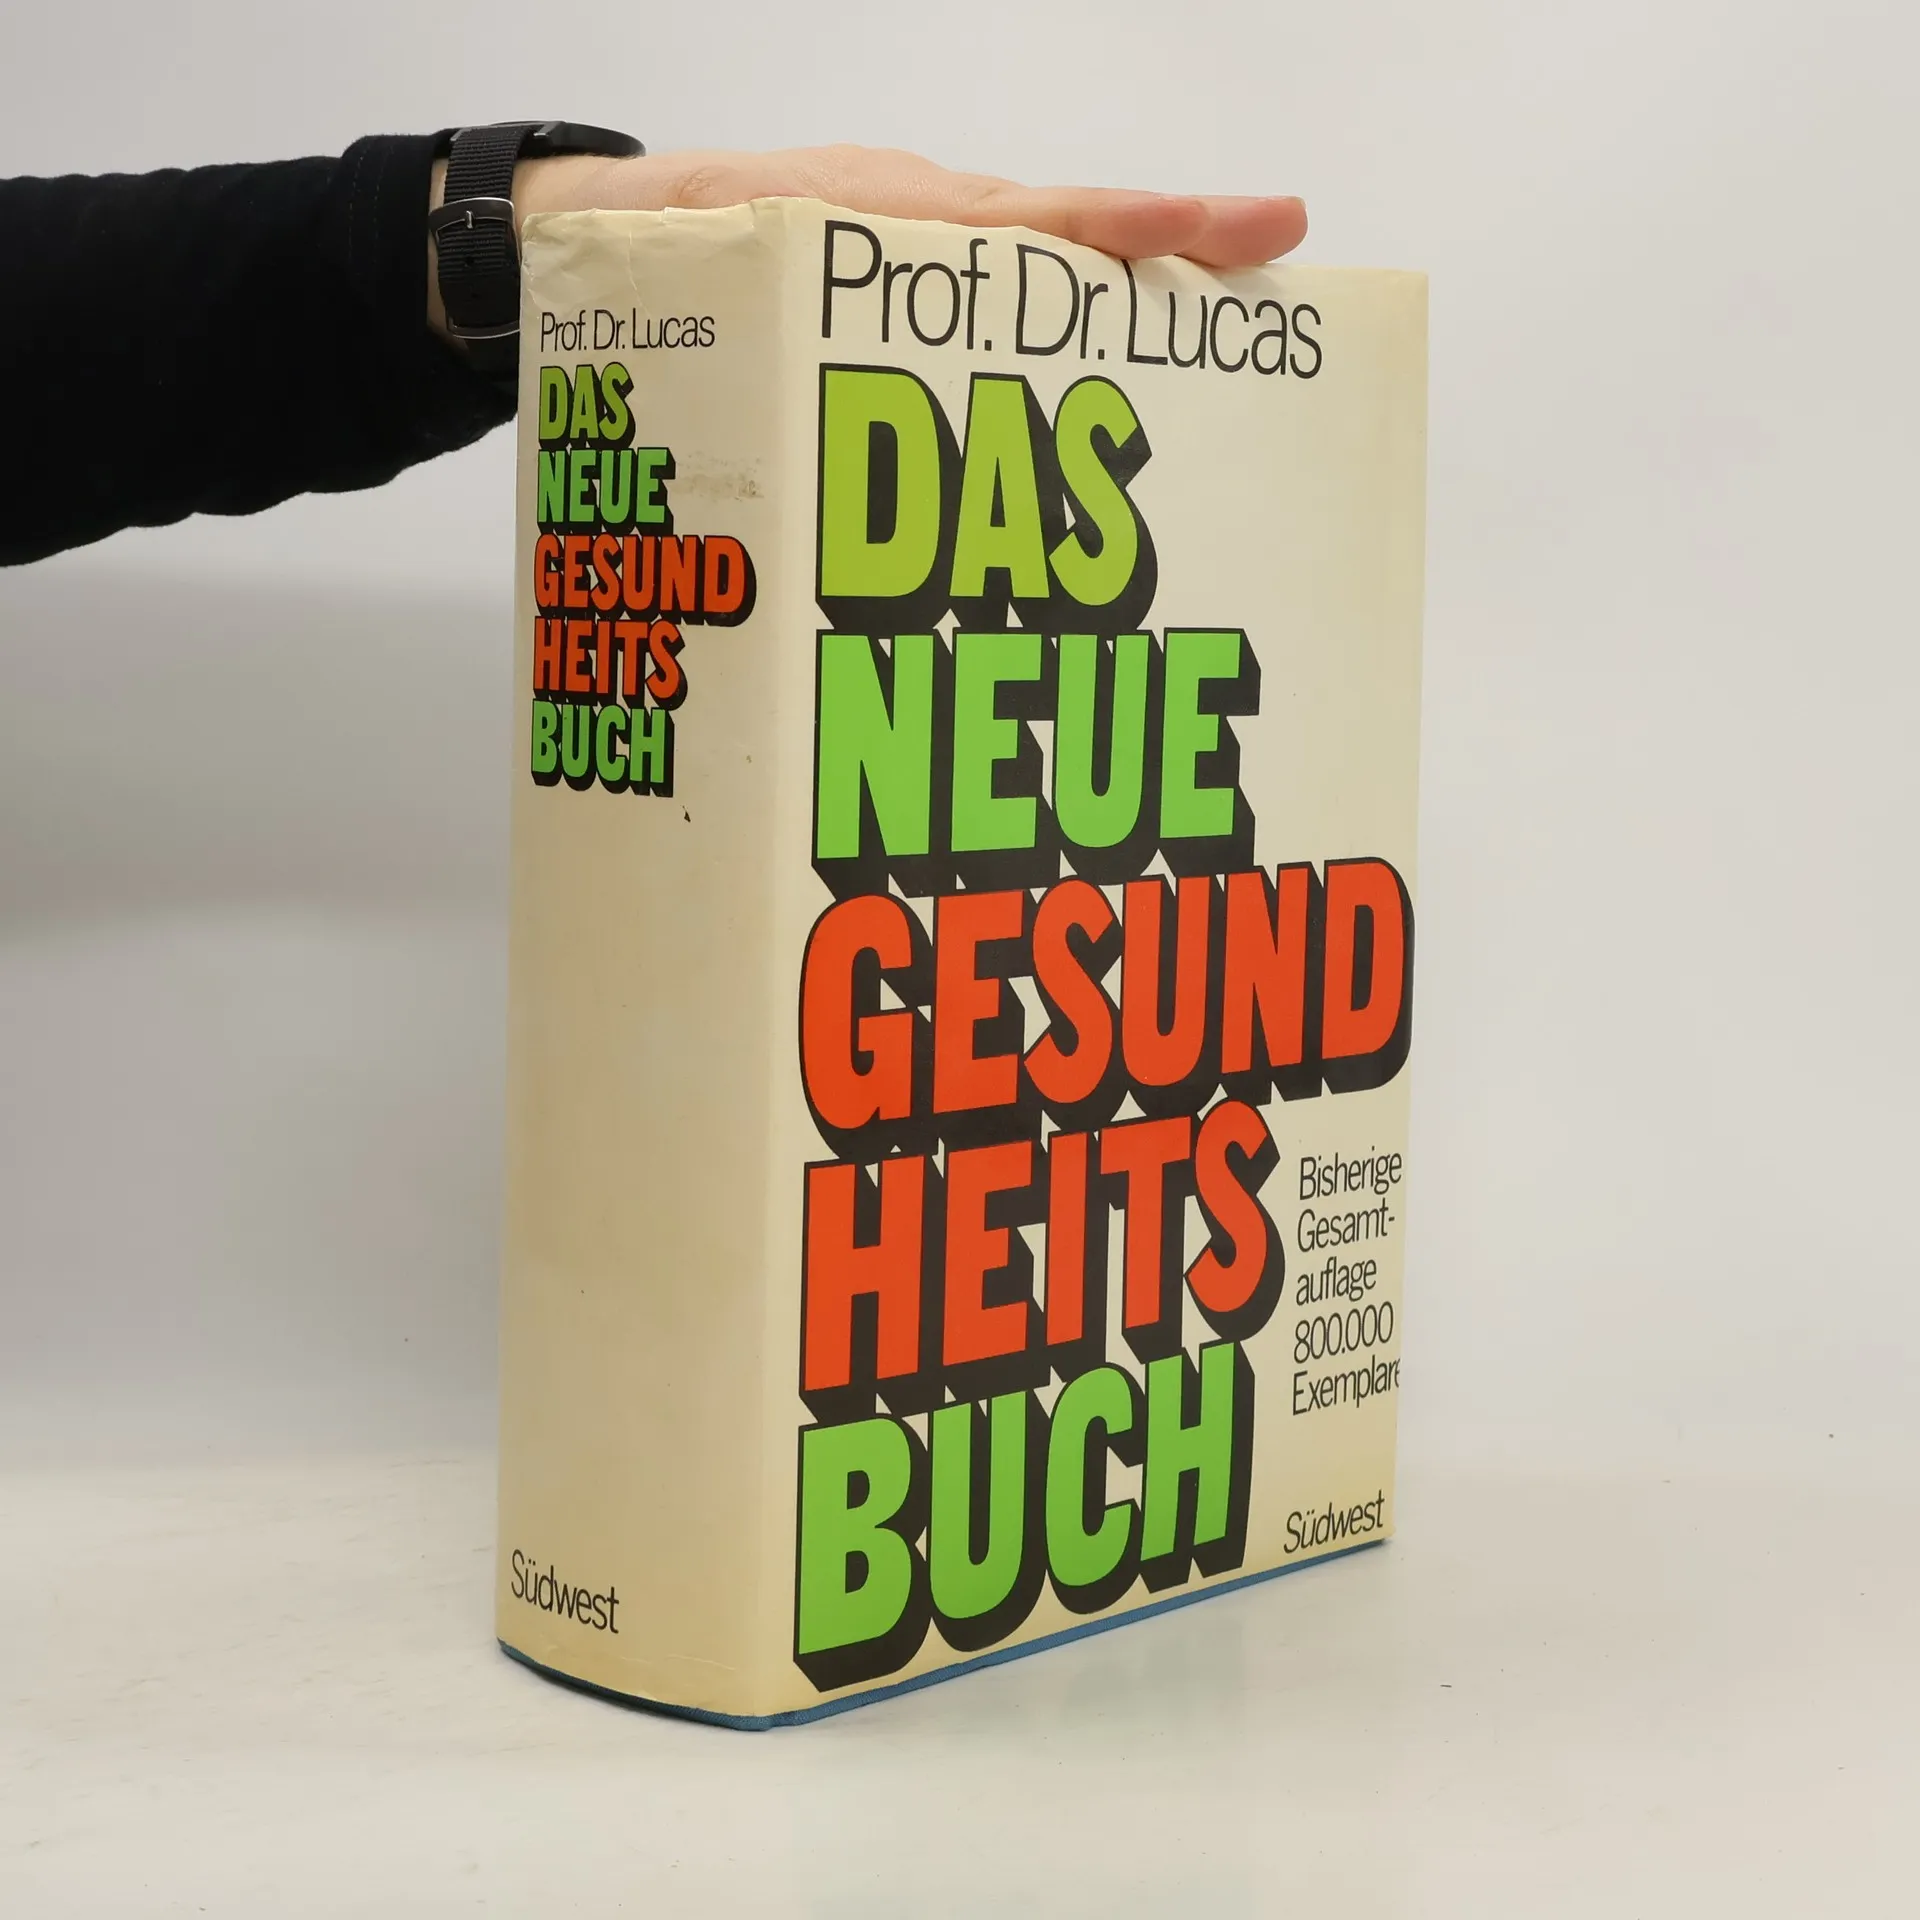 Prof. Dr. Lucas
DAS
NEUE
GESUND
HEITS
BUCH
Südwest
Prof. Dr. Lucas
DAS
NEUE
GESUND
HEITS
BUCH
Bisherige
Gesamt-
auflage
800.000
Exemplare
Südwest